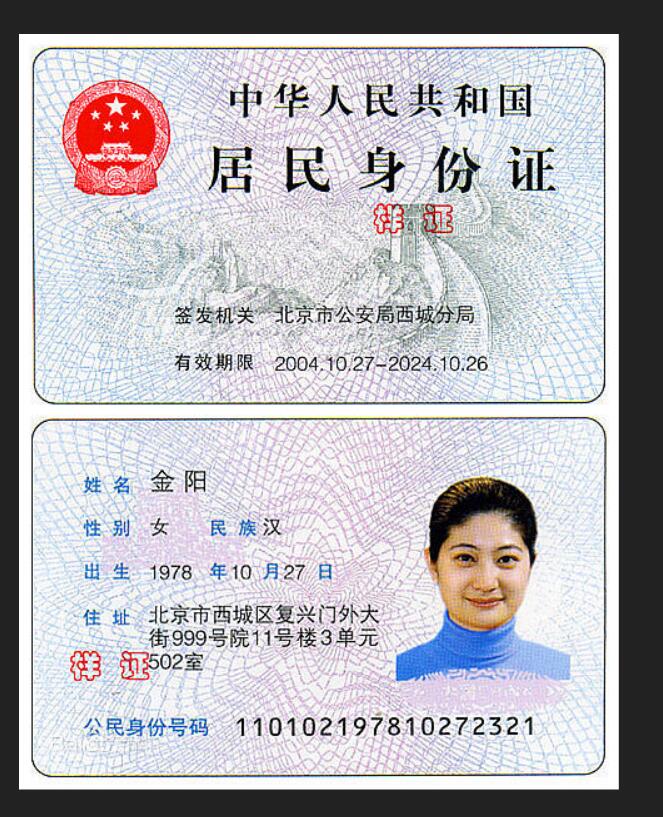 中华人民共和国
居民身份证
样证
签发机关 北京市公安局西城分局
有效期限 2004.10.27-2024.10.26
姓名 金阳
性别 女 民族 汉
出生 1978 年 10 月 27 日
住址 北京市西城区复兴门外大
街999号院11号楼3单元
502室
样证
公民身份号码 110102197810272321